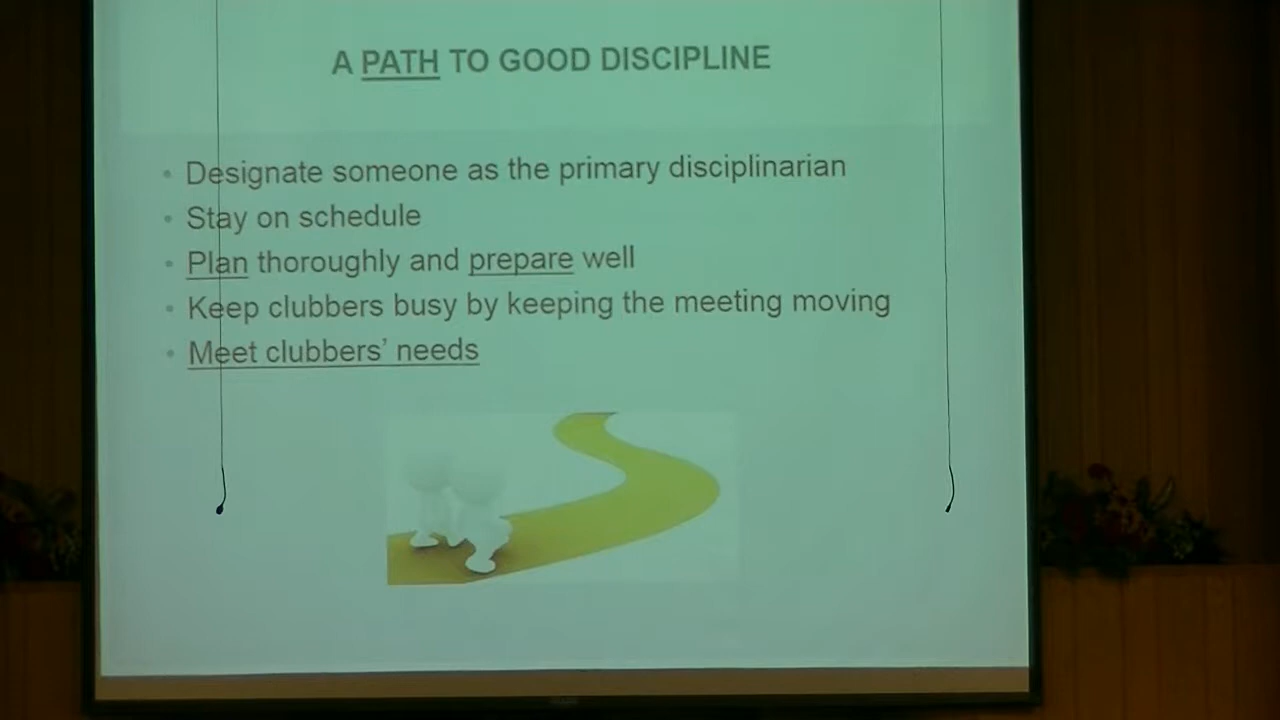 A PATH TO GOOD DISCIPLINE
• Designate someone as the primary disciplinarian
• Stay on schedule
• Plan thoroughly and prepare well
• Keep clubbers busy by keeping the meeting moving
• Meet clubbers’ needs